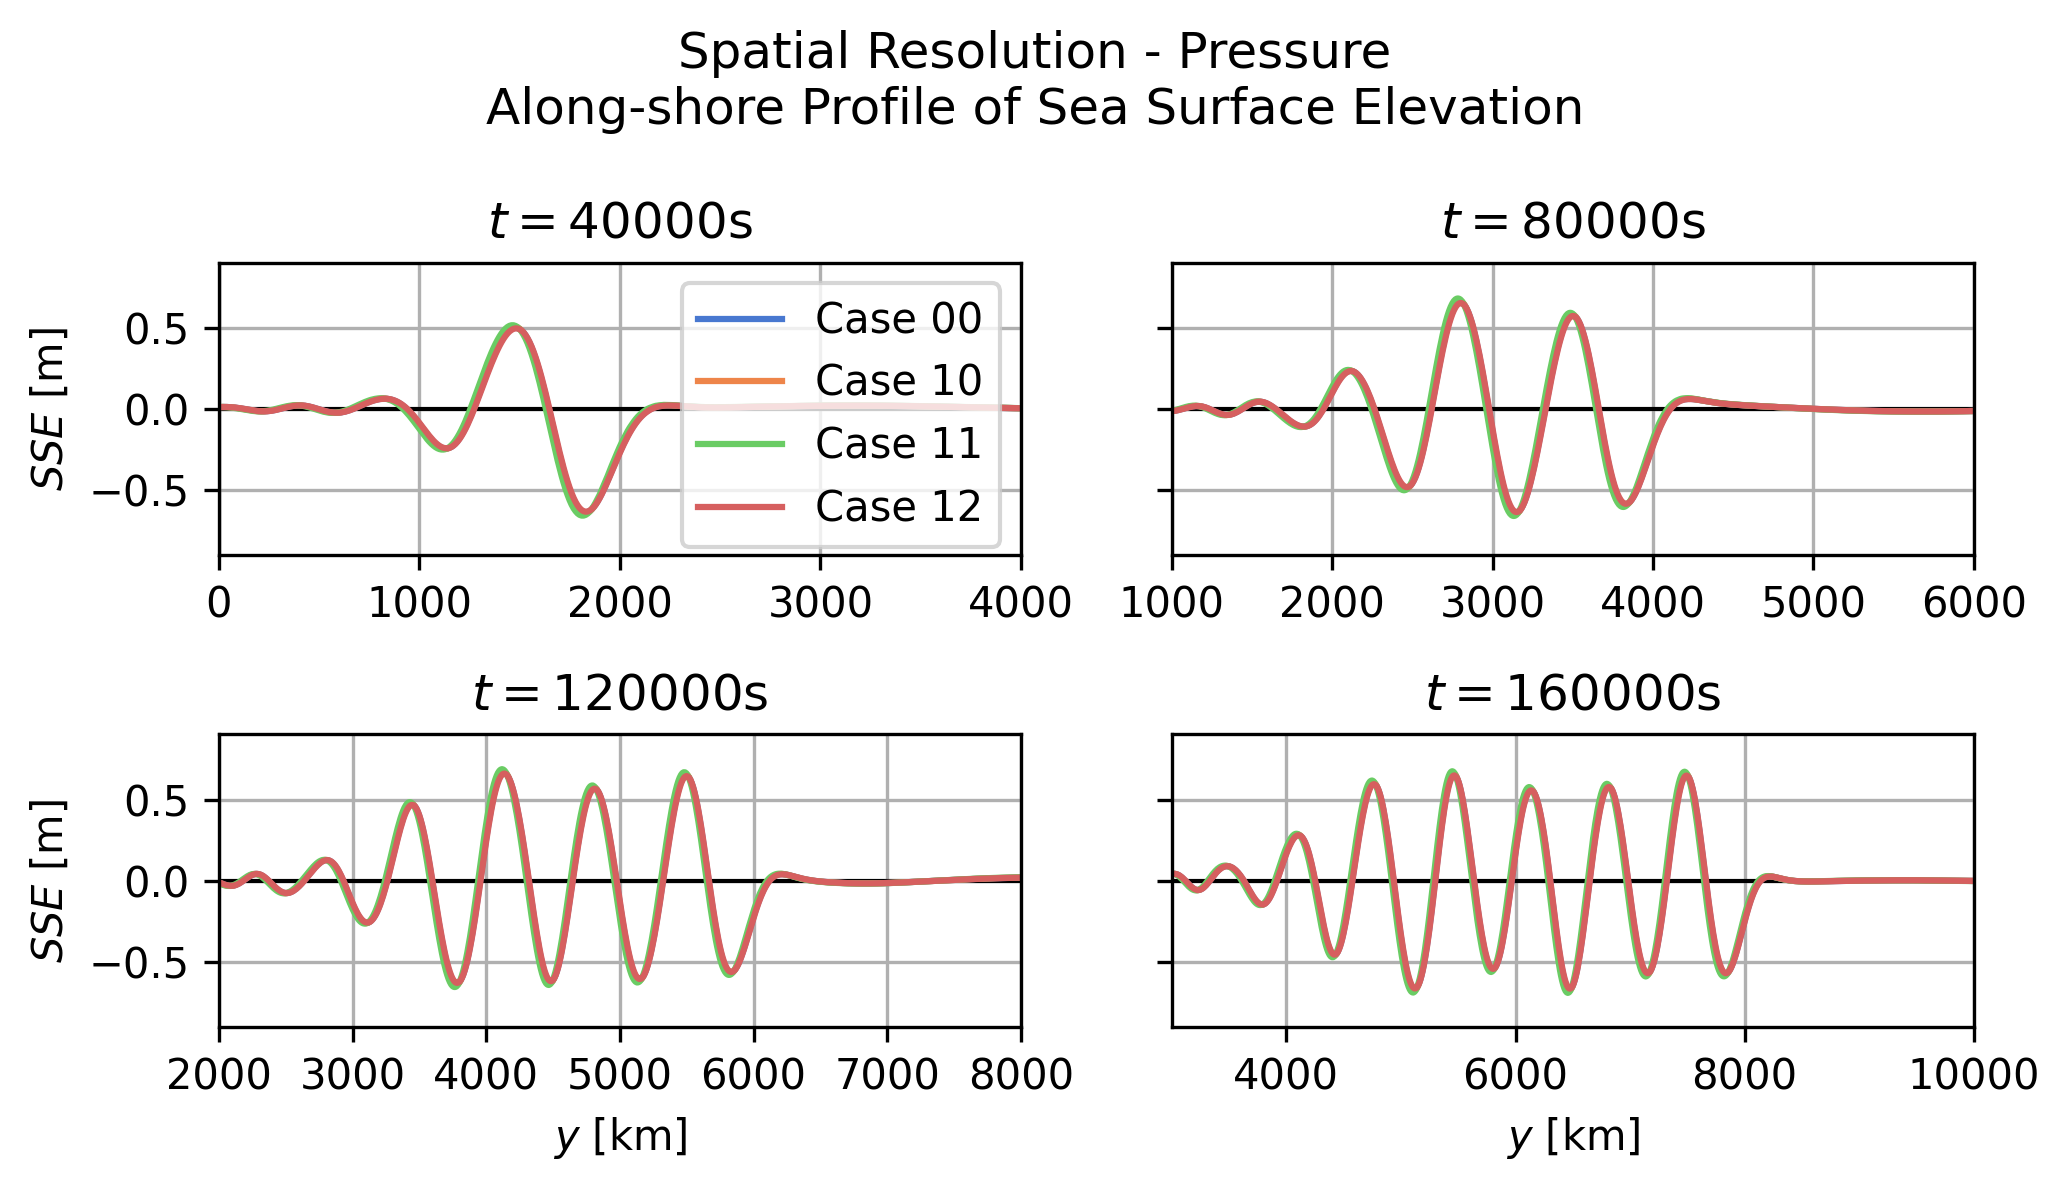 Spatial Resolution - Pressure
Along-shore Profile of Sea Surface Elevation
t = 40000s
SSE [m]
0.5
0.0
−0.5
Case 00
Case 10
Case 11
Case 12
0 1000 2000 3000 4000
t = 80000s
1000 2000 3000 4000 5000 6000
t = 120000s
SSE [m]
0.5
0.0
−0.5
2000 3000 4000 5000 6000 7000 8000
y [km]
t = 160000s
4000 6000 8000 10000
y [km]